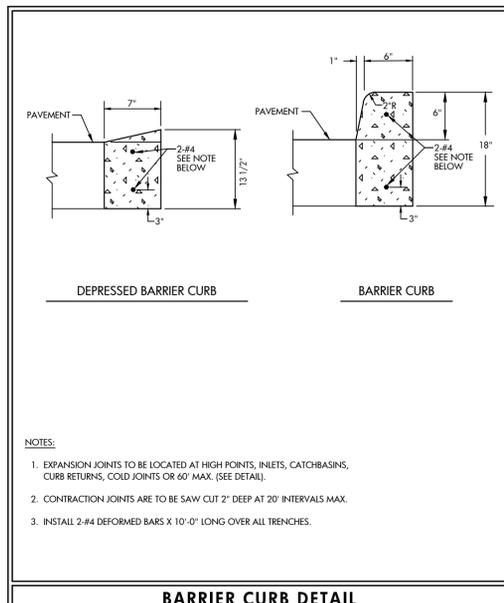 7"
PAVEMENT
2-#4
SEE NOTE
BELOW
13 1/2"
3"
DEPRESSED BARRIER CURB
1"
6"
PAVEMENT
2"R
6"
2-#4
SEE NOTE
BELOW
18"
3"
BARRIER CURB
NOTES:
1. EXPANSION JOINTS TO BE LOCATED AT HIGH POINTS, INLETS, CATCHBASINS,
CURB RETURNS, COLD JOINTS OR 60' MAX. (SEE DETAIL).
2. CONTRACTION JOINTS ARE TO BE SAW CUT 2" DEEP AT 20' INTERVALS MAX.
3. INSTALL 2-#4 DEFORMED BARS X 10'-0" LONG OVER ALL TRENCHES.
BARRIER CURB DETAIL